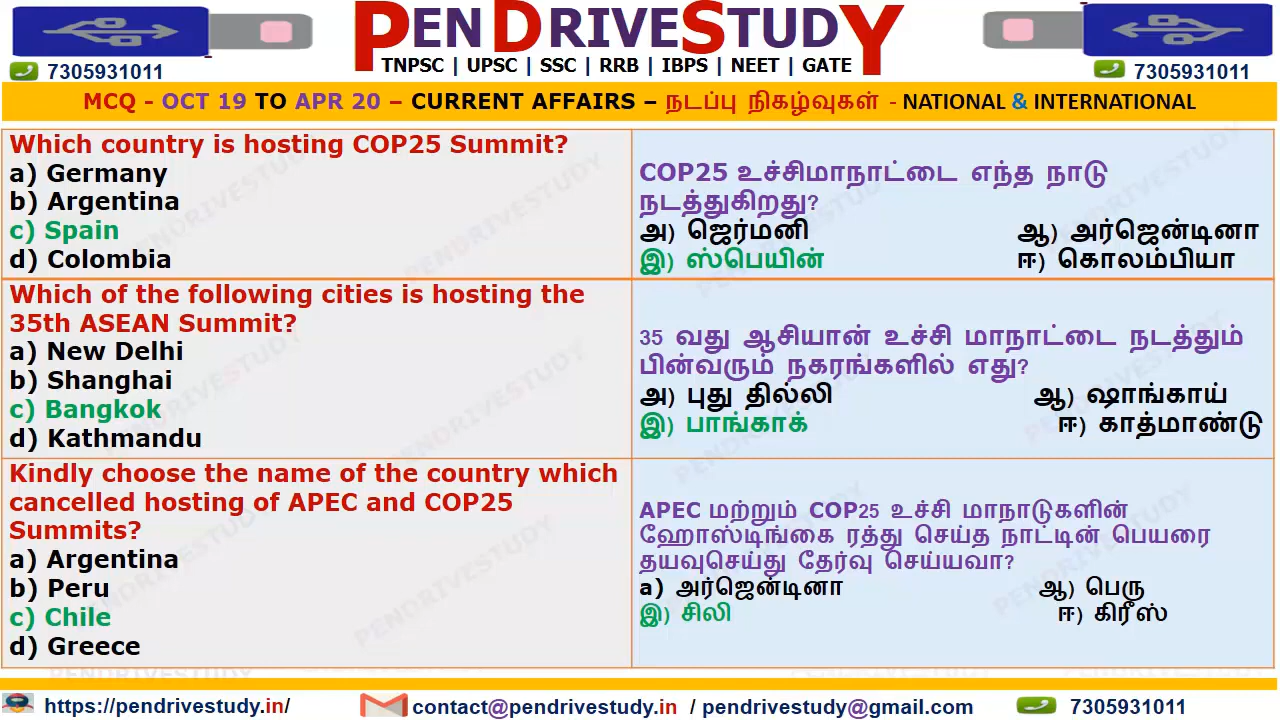 PENDRIVESTUDY
TNPSC | UPSC | SSC | RRB | IBPS | NEET | GATE
7305931011
7305931011
MCQ - OCT 19 TO APR 20 – CURRENT AFFAIRS – நடப்பு நிகழ்வுகள் - NATIONAL & INTERNATIONAL
Which country is hosting COP25 Summit?
a) Germany
b) Argentina
c) Spain
d) Colombia
COP25 உச்சிமாநாட்டை எந்த நாடு
நடத்துகிறது?
அ) ஜெர்மனி ஆ) அர்ஜென்டினா
இ) ஸ்பெயின் ஈ) கொலம்பியா
Which of the following cities is hosting the
35th ASEAN Summit?
a) New Delhi
b) Shanghai
c) Bangkok
d) Kathmandu
35 வது ஆசியான் உச்சி மாநாட்டை நடத்தும்
பின்வரும் நகரங்களில் எது?
அ) புது தில்லி ஆ) ஷாங்காய்
இ) பாங்காக் ஈ) காத்மாண்டு
Kindly choose the name of the country which
cancelled hosting of APEC and COP25
Summits?
a) Argentina
b) Peru
c) Chile
d) Greece
APEC மற்றும் COP25 உச்சி மாநாடுகளின்
ஹோஸ்டிங்கை ரத்து செய்த நாட்டின் பெயரை
தயவுசெய்து தேர்வு செய்யவா?
a) அர்ஜென்டினா ஆ) பெரு
இ) சிலி ஈ) கிரீஸ்
https://pendrivestudy.in/ contact@pendrivestudy.in / pendrivestudy@gmail.com 7305931011